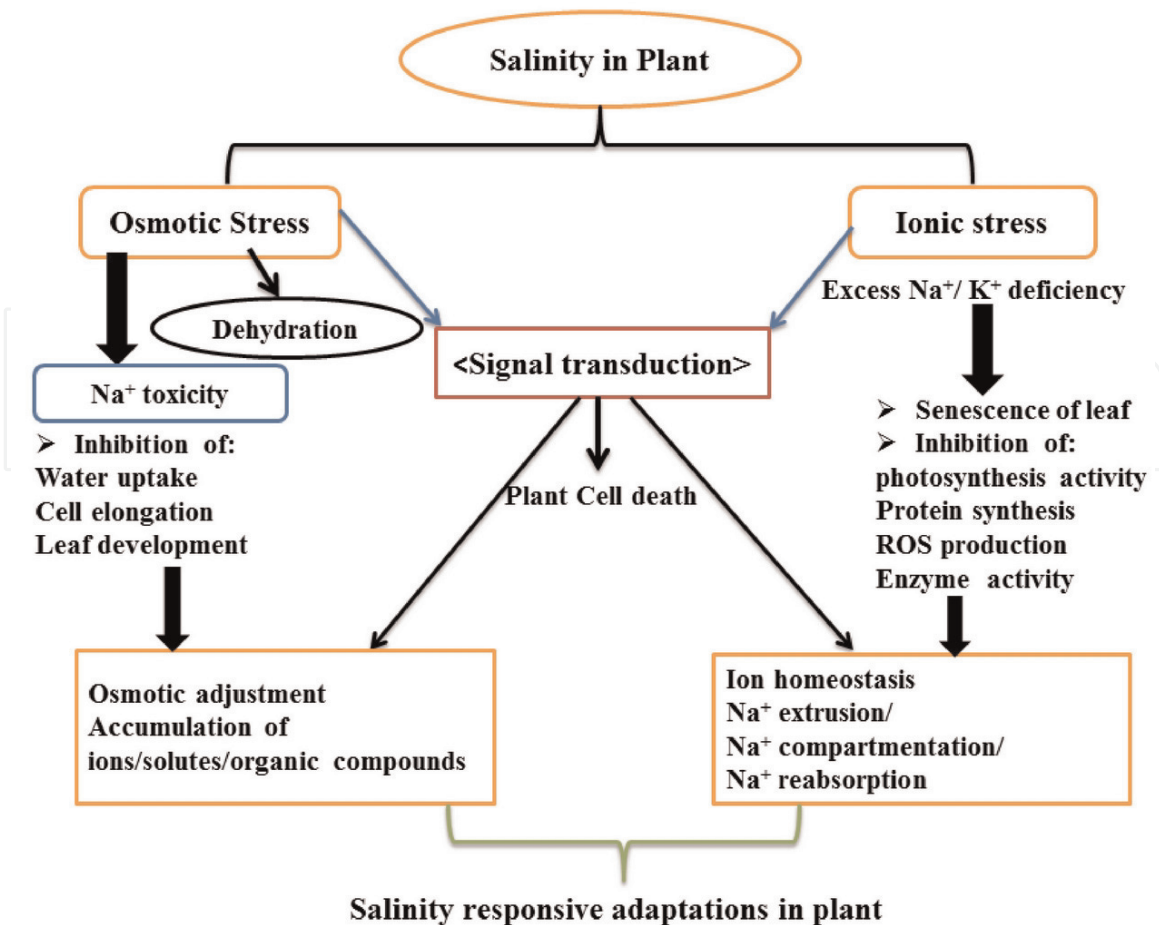 Salinity in Plant
Osmotic Stress
Ionic stress
Excess Na⁺/ K⁺ deficiency
Dehydration
<Signal transduction>
Na⁺ toxicity
➢ Inhibition of:
Water uptake
Cell elongation
Leaf development
Plant Cell death
➢ Senescence of leaf
➢ Inhibition of:
photosynthesis activity
Protein synthesis
ROS production
Enzyme activity
Osmotic adjustment
Accumulation of
ions/solutes/organic compounds
Ion homeostasis
Na⁺ extrusion/
Na⁺ compartmentation/
Na⁺ reabsorption
Salinity responsive adaptations in plant